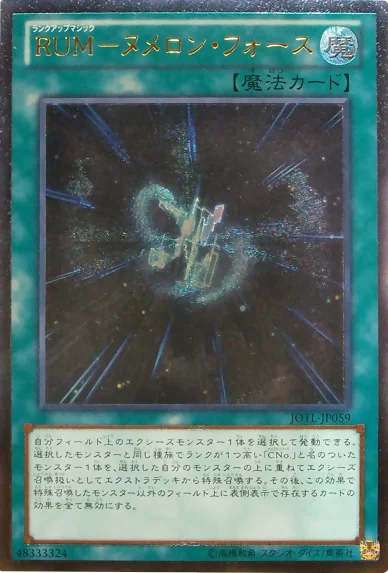 ランクアップマジック
RUM－ヌメロン・フォース
魔
【魔法カード】
JOTL-JP059
自分フィールド上のエクシーズモンスター１体を選択して発動できる。
選択したモンスターと同じ種族でランクが１つ高い「CNo.」と名のついた
モンスター１体を、選択した自分のモンスターの上に重ねてエクシーズ
召喚扱いとしてエクストラデッキから特殊召喚する。その後、この効果で
特殊召喚したモンスター以外のフィールド上に表側表示で存在するカードの
効果を全て無効にする。
48333324
©高橋和希 スタジオ・ダイス/集英社